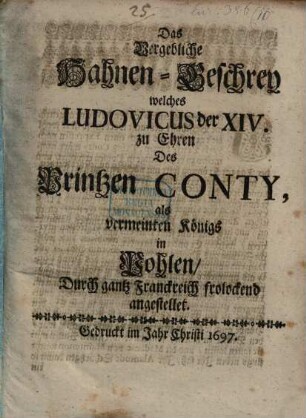 25
Das
Vergebliche
Hahnen-Geschrey
welches
LUDOVICUS der XIV.
zu Ehren
Des
Printzen CONTY,
als
vermeinten Königs
in
Pohlen/
Durch gantz Franckreich frolockend
angestellet.
Gedruckt im Jahr Christi 1697.